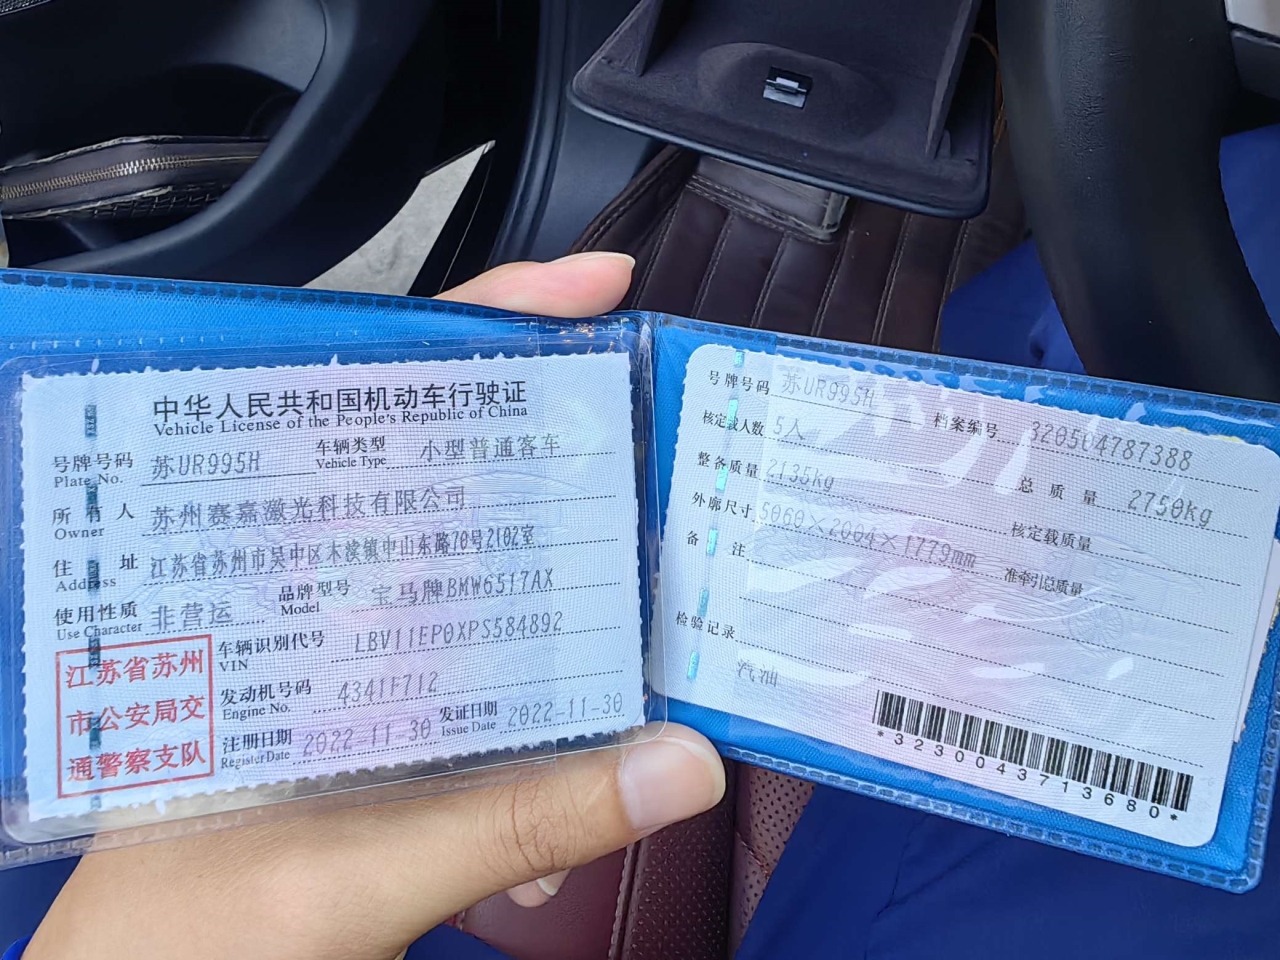 中华人民共和国机动车行驶证
Vehicle License of the People's Republic of China
号牌号码 苏UR995H 车辆类型 小型普通客车
Plate No. Vehicle Type
所有人 苏州赛嘉激光科技有限公司
Owner
住址 江苏省苏州市吴中区木渎镇中山东路70号2102室
Address
使用性质 非营运 品牌型号 宝马牌BMW6517AX
Use Character Model
车辆识别代号 LBV11EP0XPS584892
VIN
发动机号码 4341F712
Engine No.
注册日期 2022-11-30 发证日期 2022-11-30
Register Date Issue Date
江苏省苏州
市公安局交
通警察支队
号牌号码 苏UR995H 档案编号 320504787388
核定载人数 5人 总质量 2750kg
整备质量 2135kg 核定载质量
外廓尺寸 5060×2004×1779mm 准牵引总质量
备注
检验记录
汽油
*3230043713680*